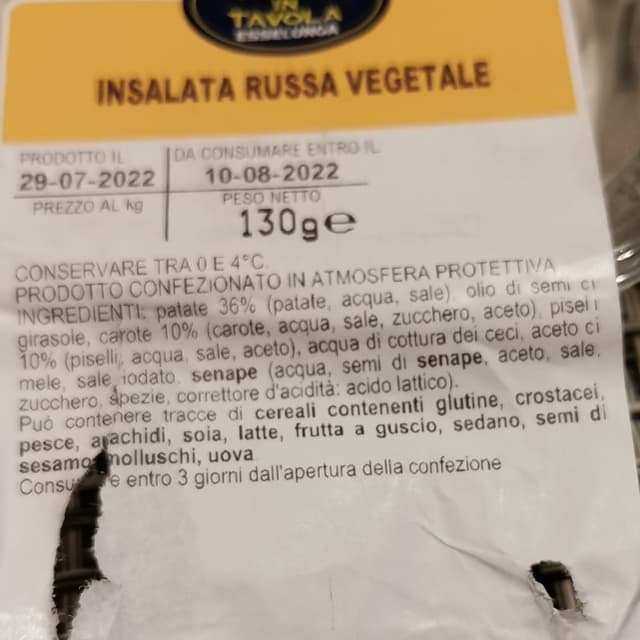 IN
TAVOLA
ESSELUNGA
INSALATA RUSSA VEGETALE
PRODOTTO IL
DA CONSUMARE ENTRO IL
29-07-2022
10-08-2022
PREZZO AL kg
PESO NETTO
130g e
CONSERVARE TRA 0 E 4°C.
PRODOTTO CONFEZIONATO IN ATMOSFERA PROTETTIVA
INGREDIENTI: patate 36% (patate, acqua, sale), olio di semi ci
girasole, carote 10% (carote, acqua, sale, zucchero, aceto), piselli
10% (piselli, acqua, sale, aceto), acqua di cottura dei ceci, aceto ci
mele, sale iodato, senape (acqua, semi di senape, aceto, sale,
zucchero, spezie, correttore d'acidità: acido lattico).
Può contenere tracce di cereali contenenti glutine, crostacei,
pesce, arachidi, soia, latte, frutta a guscio, sedano, semi di
sesamo, molluschi, uova
entro 3 giorni dall'apertura della confezione